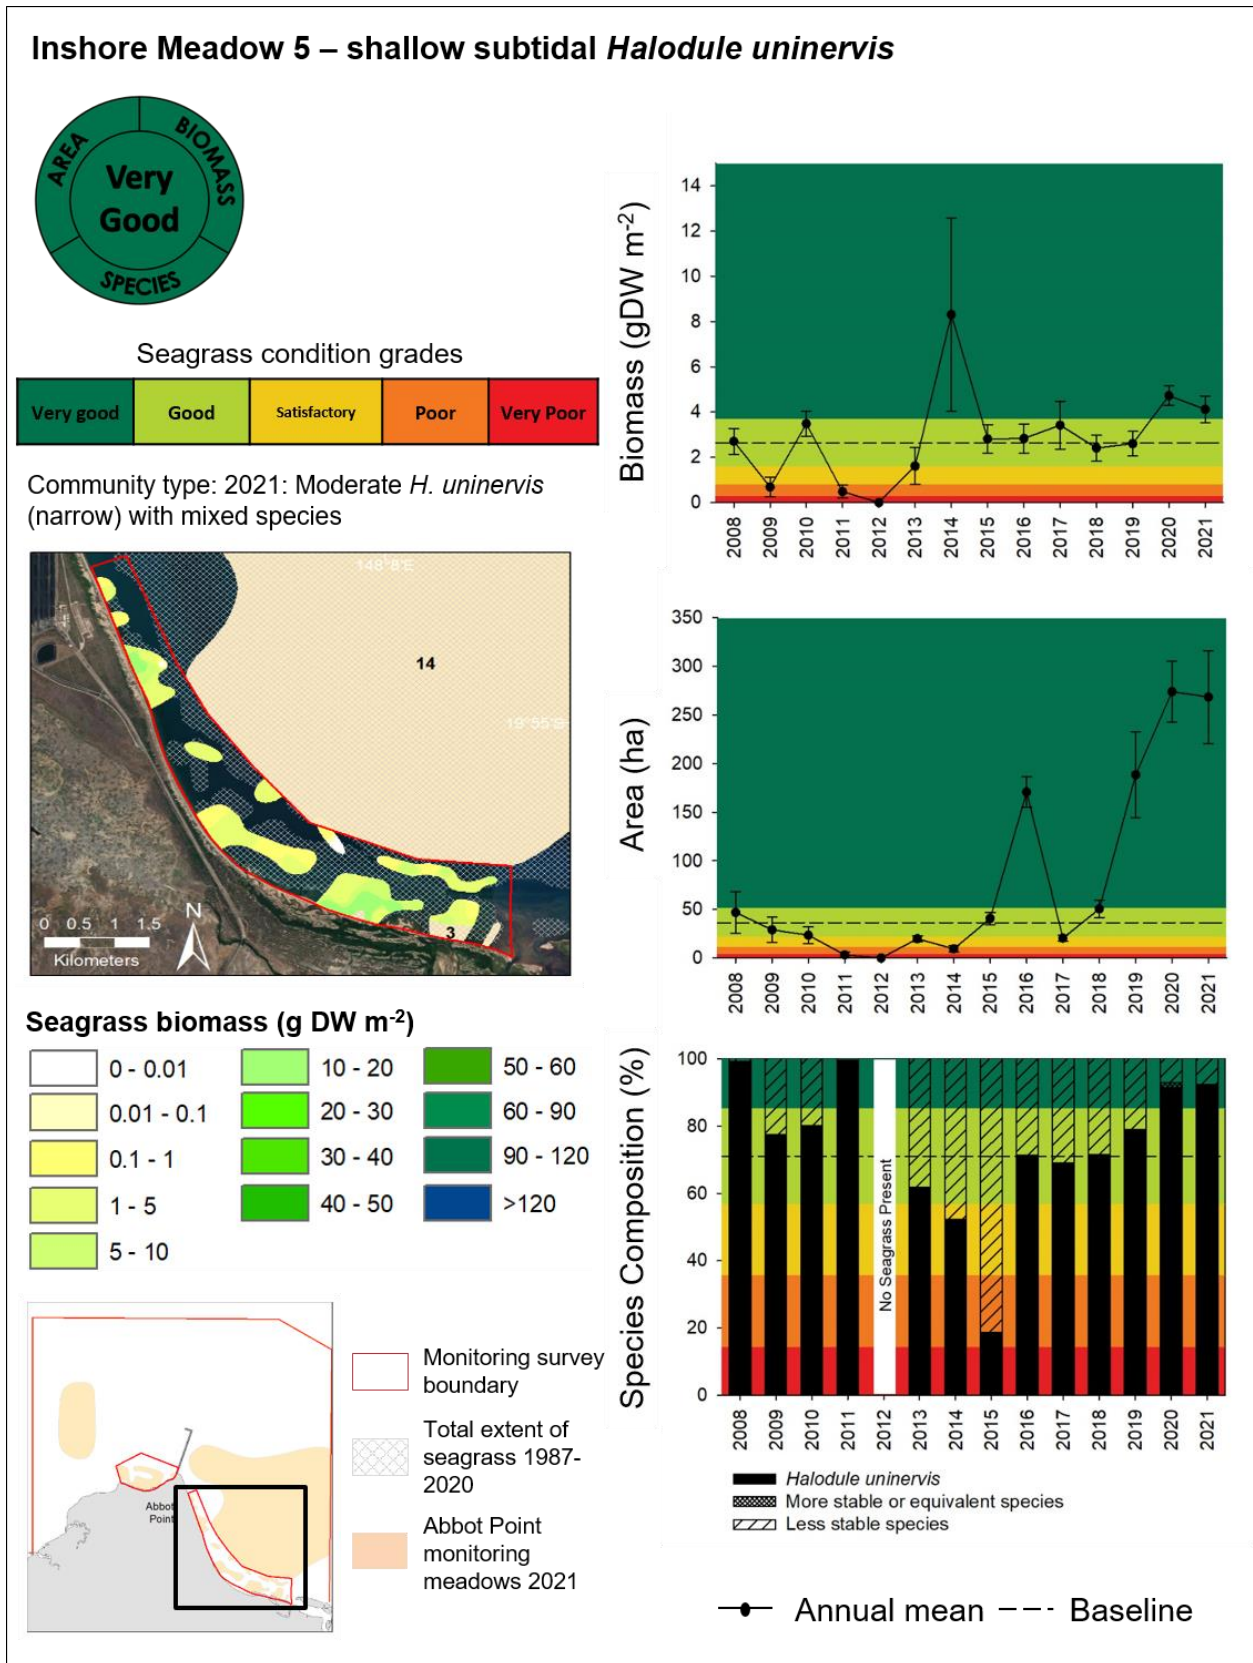 Inshore Meadow 5 – shallow subtidal Halodule uninervis
AREA
BIOMASS
Very
Good
SPECIES
Seagrass condition grades
Very good
Good
Satisfactory
Poor
Very Poor
Community type: 2021: Moderate H. uninervis
(narrow) with mixed species
148°8'E
14
19°55'S
3
0 0.5 1 1.5
Kilometers
N
Seagrass biomass (g DW m-2)
0 - 0.01
0.01 - 0.1
0.1 - 1
1 - 5
5 - 10
10 - 20
20 - 30
30 - 40
40 - 50
50 - 60
60 - 90
90 - 120
>120
Abbot
Point
Monitoring survey
boundary
Total extent of
seagrass 1987-
2020
Abbot Point
monitoring
meadows 2021
Biomass (gDW m-2)
14
12
10
8
6
4
2
0
2008 2009 2010 2011 2012 2013 2014 2015 2016 2017 2018 2019 2020 2021
Area (ha)
350
300
250
200
150
100
50
0
2008 2009 2010 2011 2012 2013 2014 2015 2016 2017 2018 2019 2020 2021
Species Composition (%)
100
80
60
40
20
0
No Seagrass Present
2008 2009 2010 2011 2012 2013 2014 2015 2016 2017 2018 2019 2020 2021
Halodule uninervis
More stable or equivalent species
Less stable species
Annual mean
Baseline